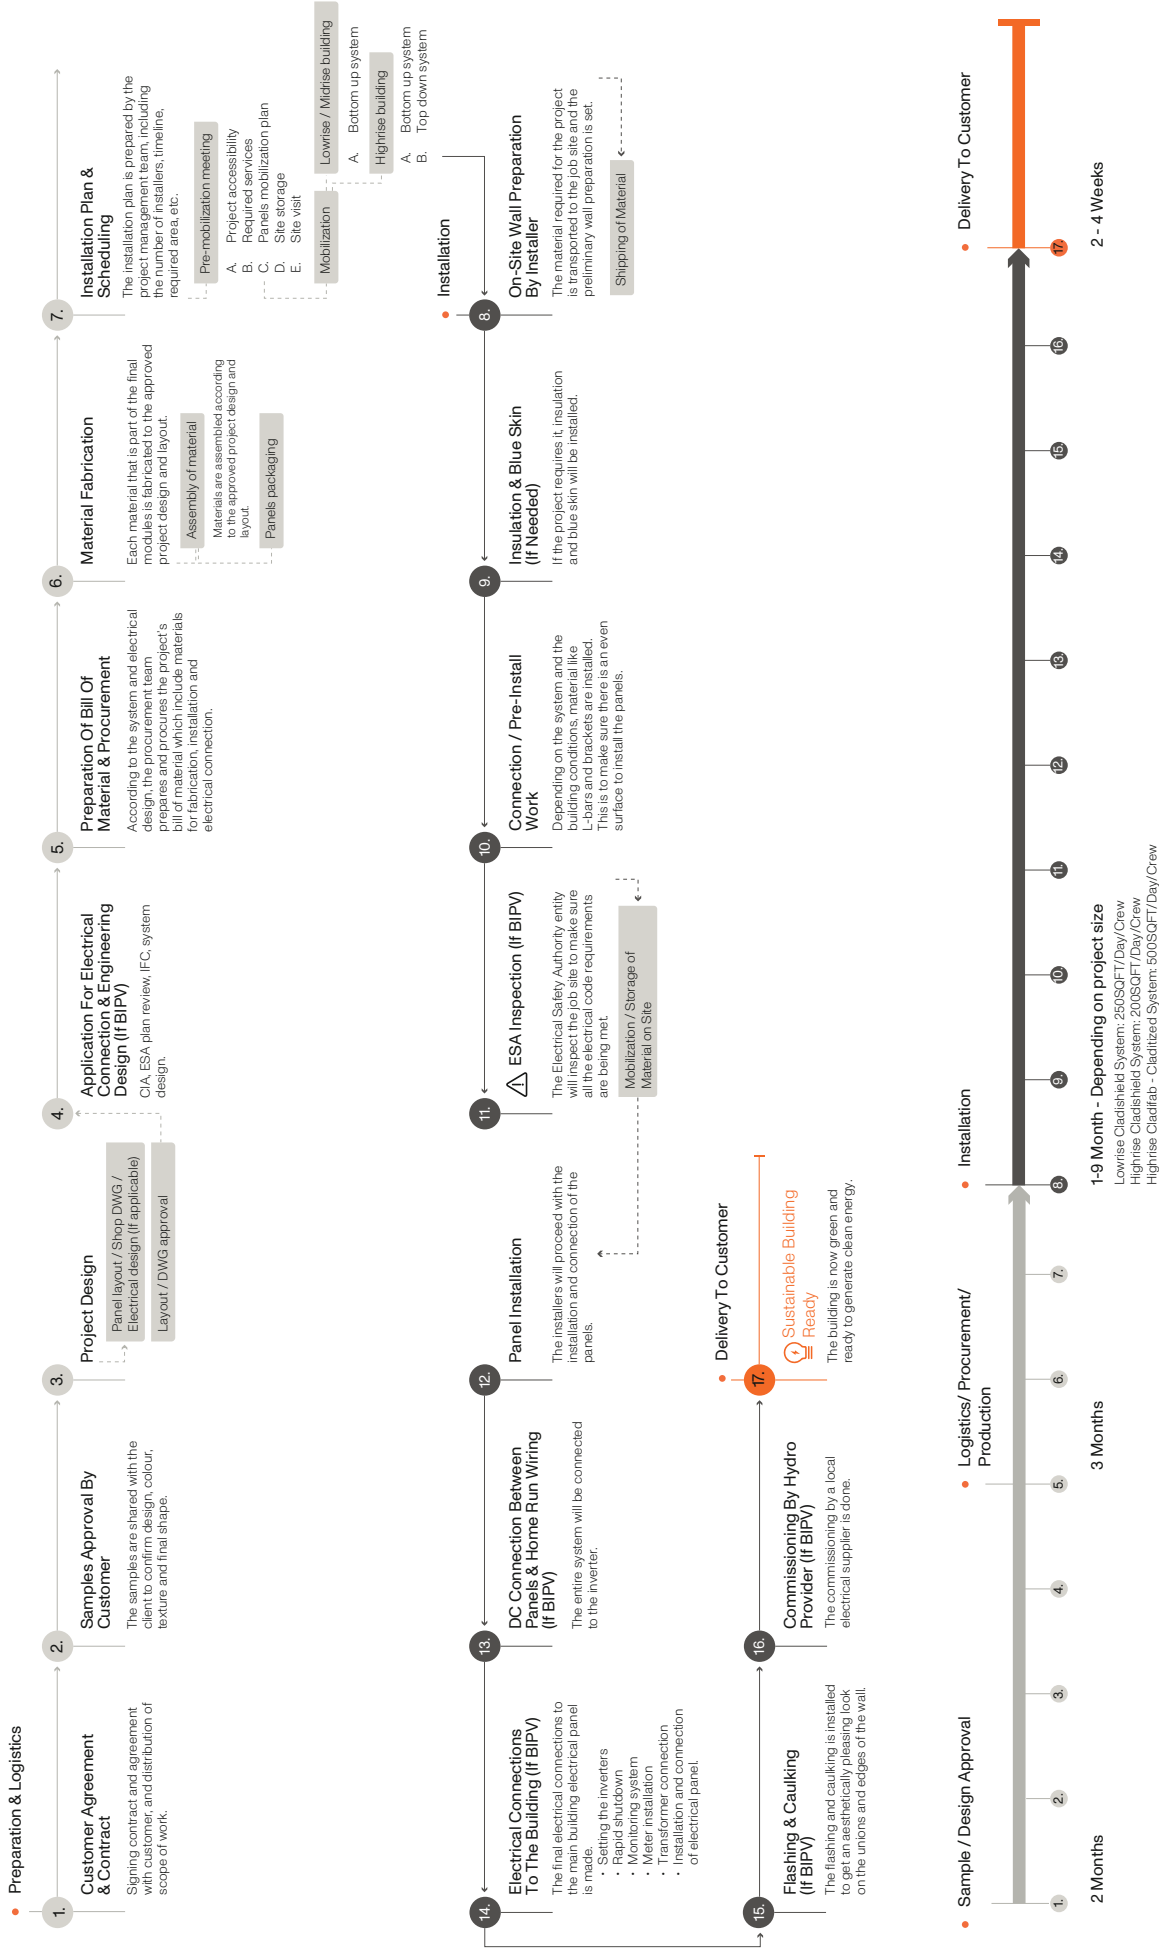 Preparation & Logistics
1.
Customer Agreement
& Contract
Signing contract and agreement
with customer, and distribution of
scope of work.
2.
Samples Approval By
Customer
The samples are shared with the
client to confirm design, colour,
texture and final shape.
3.
Project Design
Panel layout / Shop DWG /
Electrical design (If applicable)
Layout / DWG approval
4.
Application For Electrical
Connection & Engineering
Design (If BIPV)
CIA, ESA plan review, IFC, system
design.
5.
Preparation Of Bill Of
Material & Procurement
According to the system and electrical
design, the procurement team
prepares and procures the project's
bill of material which include materials
for fabrication, installation and
electrical connection.
6.
Material Fabrication
Each material that is part of the final
modules is fabricated to the approved
project design and layout.
Assembly of material
Materials are assembled according
to the approved project design and
layout.
Panels packaging
7.
Installation Plan &
Scheduling
The installation plan is prepared by the
project management team, including
the number of installers, timeline,
required area, etc.
Pre-mobilization meeting
A. Project accessibility
B. Required services
C. Panels mobilization plan
D. Site storage
E. Site visit
Mobilization
Lowrise / Midrise building
A. Bottom up system
Highrise building
A. Bottom up system
B. Top down system
Installation
8.
On-Site Wall Preparation
By Installer
The material required for the project
is transported to the job site and the
preliminary wall preparation is set.
Shipping of Material
9.
Insulation & Blue Skin
(If Needed)
If the project requires it, insulation
and blue skin will be installed.
10.
Connection / Pre-Install
Work
Depending on the system and the
building conditions, material like
L-bars and brackets are installed.
This is to make sure there is an even
surface to install the panels.
11.
ESA Inspection (If BIPV)
The Electrical Safety Authority entity
will inspect the job site to make sure
all the electrical code requirements
are being met.
Mobilization / Storage of
Material on Site
12.
Panel Installation
The installers will proceed with the
installation and connection of the
panels.
13.
DC Connection Between
Panels & Home Run Wiring
(If BIPV)
The entire system will be connected
to the inverter.
14.
Electrical Connections
To The Building (If BIPV)
The final electrical connections to
the main building electrical panel
is made.
• Setting the inverters
• Rapid shutdown
• Monitoring system
• Meter installation
• Transformer connection
• Installation and connection
of electrical panel.
15.
Flashing & Caulking
(If BIPV)
The flashing and caulking is installed
to get an aesthetically pleasing look
on the unions and edges of the wall.
16.
Commissioning By Hydro
Provider (If BIPV)
The commissioning by a local
electrical supplier is done.
Delivery To Customer
17.
Sustainable Building
Ready
The building is now green and
ready to generate clean energy.
Sample / Design Approval
Logistics/ Procurement/
Production
Installation
Delivery To Customer
1.
2.
3.
4.
5.
6.
7.
8.
9.
10.
11.
12.
13.
14.
15.
16.
17.
2 Months
3 Months
1-9 Month - Depending on project size
Lowrise Cladishield System: 250SQFT/Day/Crew
Highrise Cladishield System: 200SQFT/Day/Crew
Highrise Cladifab - Claditized System: 500SQFT/Day/Crew
2 - 4 Weeks